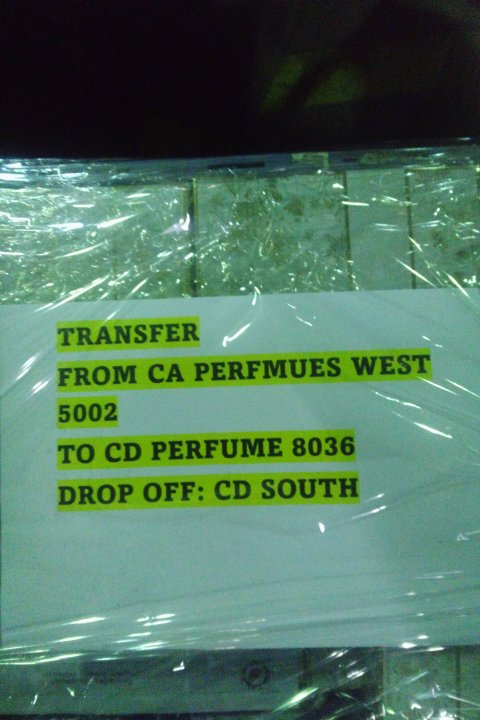 TRANSFER
FROM CA PERFMUES WEST
5002
TO CD PERFUME 8036
DROP OFF: CD SOUTH